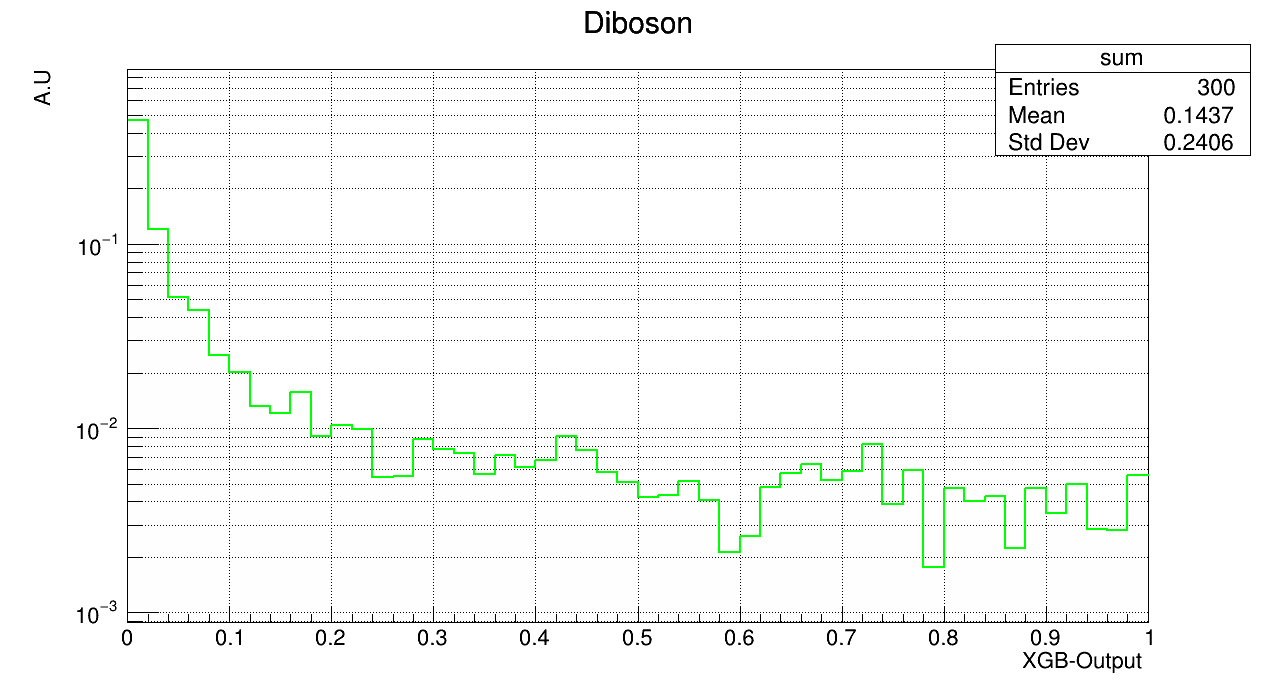 Diboson
sum
Entries 300
Mean 0.1437
Std Dev 0.2406
A.U
10⁻¹
10⁻²
10⁻³
0 0.1 0.2 0.3 0.4 0.5 0.6 0.7 0.8 0.9 1
XGB-Output